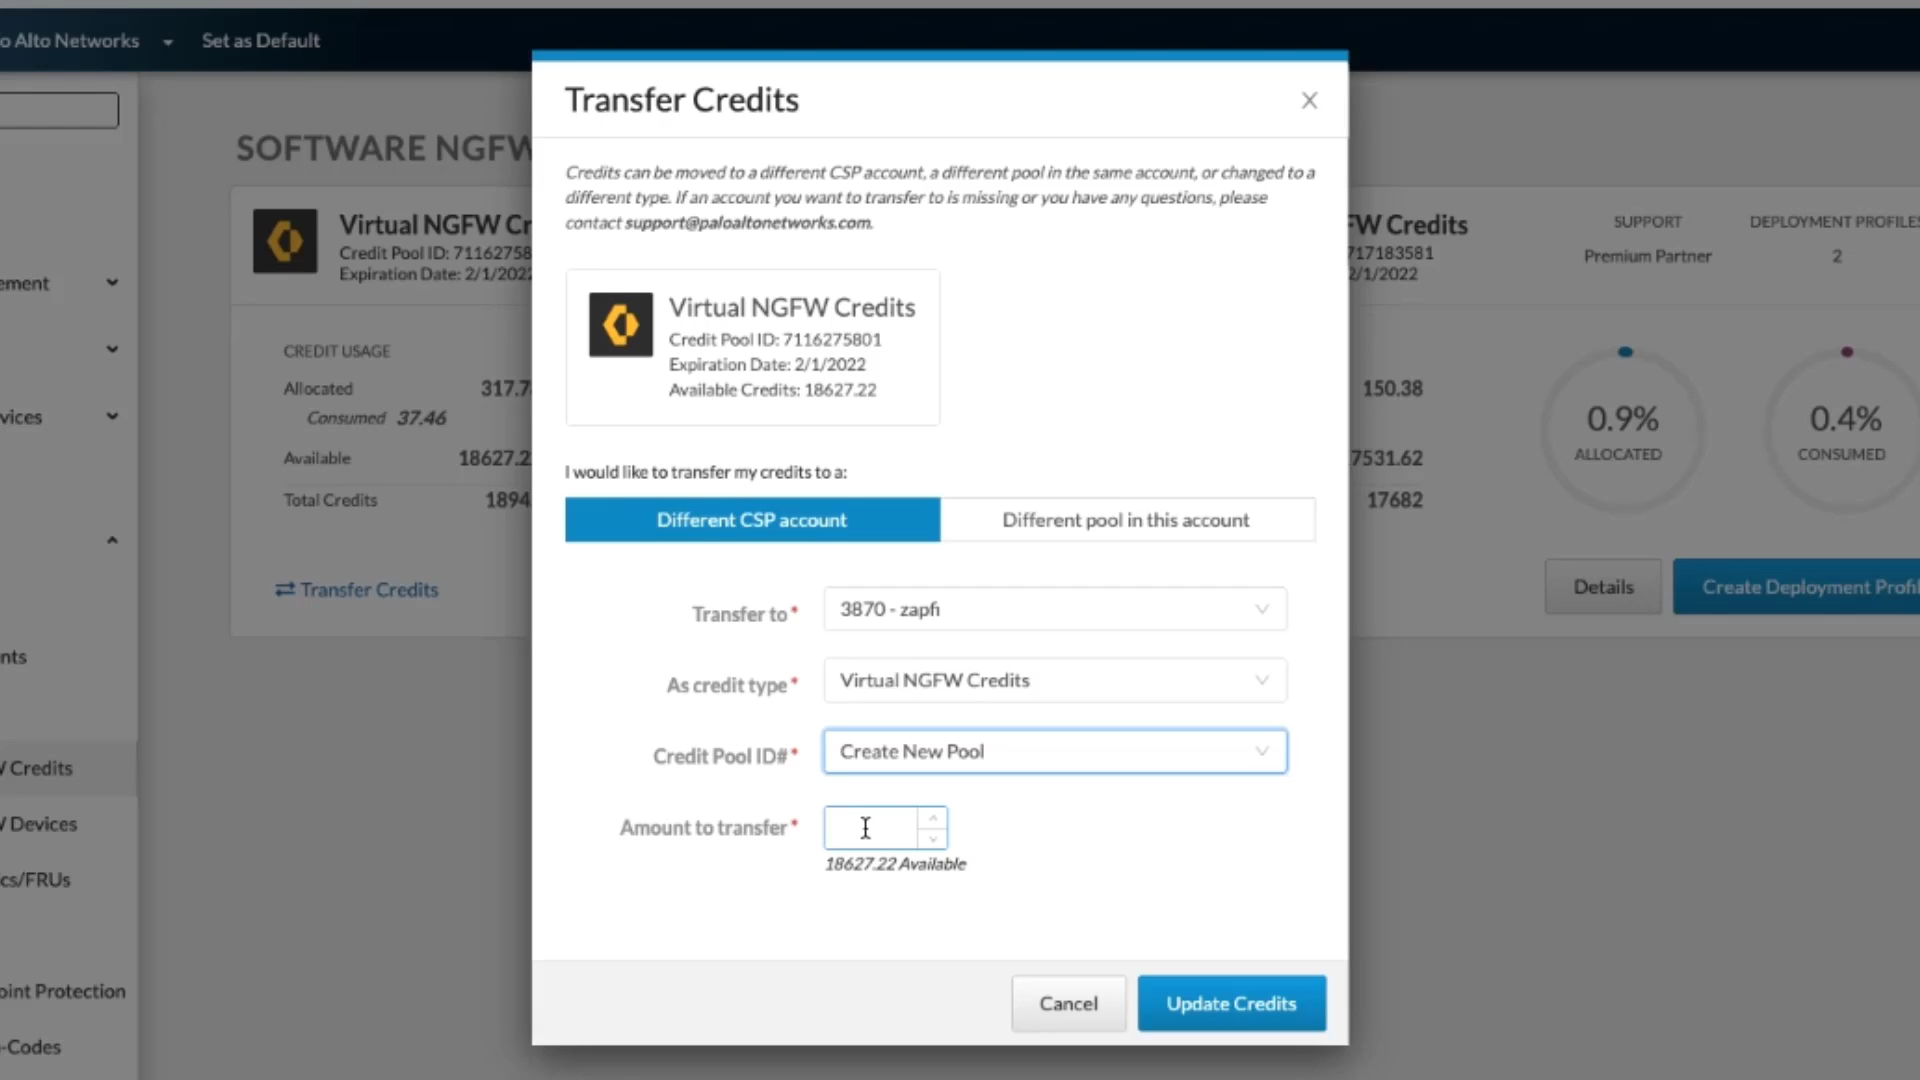 o Alto Networks
Set as Default
SOFTWARE NGFW
Virtual NGFW Cr
Credit Pool ID: 71162758
Expiration Date: 2/1/2022
CREDIT USAGE
Allocated 317.7
Consumed 37.46
Available 18627.2
Total Credits 1894
Transfer Credits
ement
vices
nts
W Credits
W Devices
cs/FRUs
oint Protection
-Codes
Transfer Credits
Credits can be moved to a different CSP account, a different pool in the same account, or changed to a
different type. If an account you want to transfer to is missing or you have any questions, please
contact support@paloaltonetworks.com.
Virtual NGFW Credits
Credit Pool ID: 7116275801
Expiration Date: 2/1/2022
Available Credits: 18627.22
I would like to transfer my credits to a:
Different CSP account
Different pool in this account
Transfer to* 3870 - zapfi
As credit type* Virtual NGFW Credits
Credit Pool ID#* Create New Pool
Amount to transfer*
18627.22 Available
Cancel
Update Credits
FW Credits
717183581
2/1/2022
SUPPORT
Premium Partner
DEPLOYMENT PROFILES
2
150.38
7531.62
17682
0.9%
ALLOCATED
0.4%
CONSUMED
Details
Create Deployment Profil